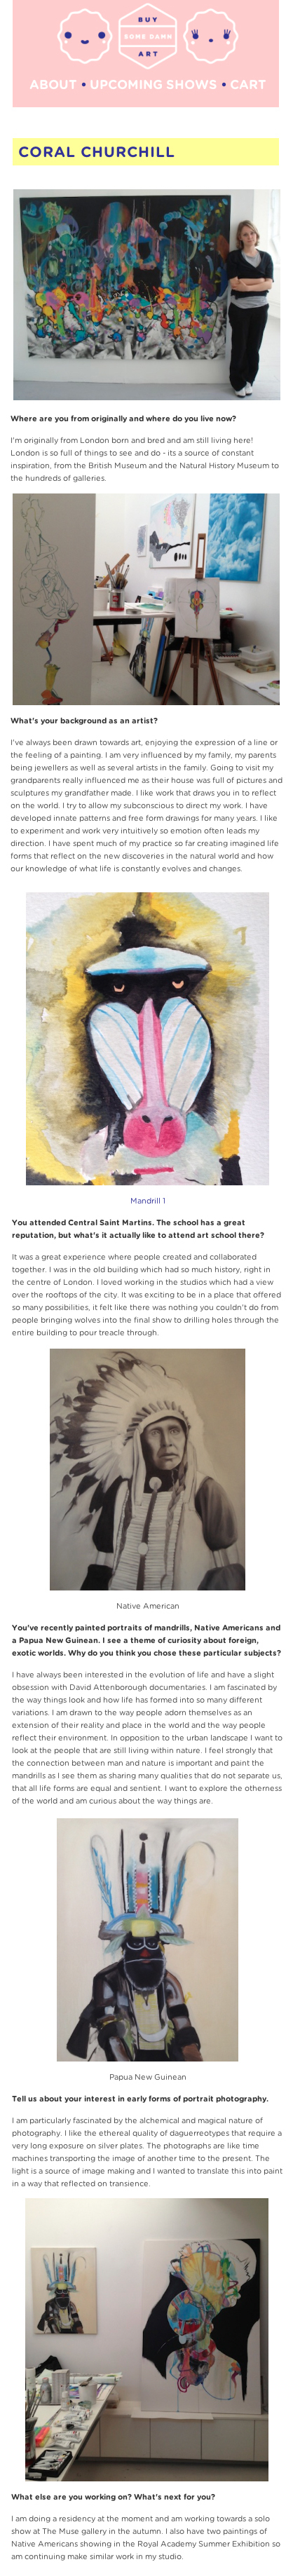 BUY
SOME DAMN
ART
ABOUT • UPCOMING SHOWS • CART
CORAL CHURCHILL
Where are you from originally and where do you live now?
I'm originally from London born and bred and am still living here!
London is so full of things to see and do - its a source of constant
inspiration, from the British Museum and the Natural History Museum to
the hundreds of galleries.
What's your background as an artist?
I've always been drawn towards art, enjoying the expression of a line or
the feeling of a painting. I am very influenced by my family, my parents
being jewellers as well as several artists in the family. Going to visit my
grandparents really influenced me as their house was full of pictures and
sculptures my grandfather made. I like work that draws you in to reflect
on the world. I try to allow my subconscious to direct my work. I have
developed innate patterns and free form drawings for many years. I like
to experiment and work very intuitively so emotion often leads my
direction. I have spent much of my practice so far creating imagined life
forms that reflect on the new discoveries in the natural world and how
our knowledge of what life is constantly evolves and changes.
Mandrill 1
You attended Central Saint Martins. The school has a great
reputation, but what's it actually like to attend art school there?
It was a great experience where people created and collaborated
together. I was in the old building which had so much history, right in
the centre of London. I loved working in the studios which had a view
over the rooftops of the city. It was exciting to be in a place that offered
so many possibilities, it felt like there was nothing you couldn't do from
people bringing wolves into the final show to drilling holes through the
entire building to pour treacle through.
Native American
You've recently painted portraits of mandrills, Native Americans and
a Papua New Guinean. I see a theme of curiosity about foreign,
exotic worlds. Why do you think you chose these particular subjects?
I have always been interested in the evolution of life and have a slight
obsession with David Attenborough documentaries. I am fascinated by
the way things look and how life has formed into so many different
variations. I am drawn to the way people adorn themselves as an
extension of their reality and place in the world and the way people
reflect their environment. In opposition to the urban landscape I want to
look at the people that are still living within nature. I feel strongly that
the connection between man and nature is important and paint the
mandrills as I see them as sharing many qualities that do not separate us,
that all life forms are equal and sentient. I want to explore the otherness
of the world and am curious about the way things are.
Papua New Guinean
Tell us about your interest in early forms of portrait photography.
I am particularly fascinated by the alchemical and magical nature of
photography. I like the ethereal quality of daguerreotypes that require a
very long exposure on silver plates. The photographs are like time
machines transporting the image of another time to the present. The
light is a source of image making and I wanted to translate this into paint
in a way that reflected on transience.
What else are you working on? What's next for you?
I am doing a residency at the moment and am working towards a solo
show at The Muse gallery in the autumn. I also have two paintings of
Native Americans showing in the Royal Academy Summer Exhibition so
am continuing make similar work in my studio.